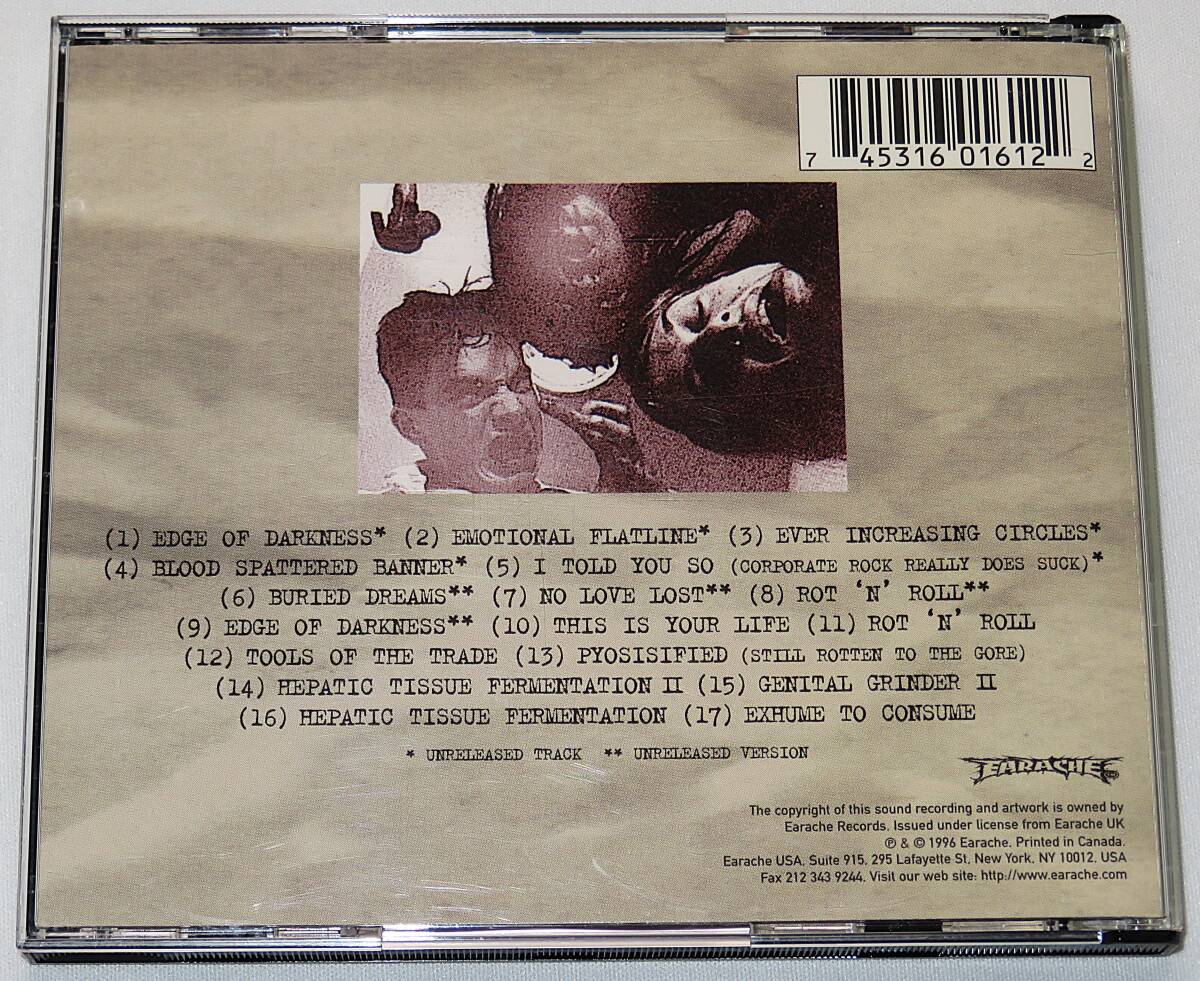 7 45316 01612 2
(1) EDGE OF DARKNESS* (2) EMOTIONAL FLATLINE* (3) EVER INCREASING CIRCLES*
(4) BLOOD SPATTERED BANNER* (5) I TOLD YOU SO (CORPORATE ROCK REALLY DOES SUCK)*
(6) BURIED DREAMS** (7) NO LOVE LOST** (8) ROT ‘N’ ROLL**
(9) EDGE OF DARKNESS** (10) THIS IS YOUR LIFE (11) ROT ‘N’ ROLL
(12) TOOLS OF THE TRADE (13) PYOSISIFIED (STILL ROTTEN TO THE GORE)
(14) HEPATIC TISSUE FERMENTATION II (15) GENITAL GRINDER II
(16) HEPATIC TISSUE FERMENTATION (17) EXHUME TO CONSUME
* UNRELEASED TRACK ** UNRELEASED VERSION
EARACHE
The copyright of this sound recording and artwork is owned by
Earache Records. Issued under license from Earache UK
℗ & © 1996 Earache. Printed in Canada.
Earache USA, Suite 915, 295 Lafayette St, New York, NY 10012, USA
Fax 212 343 9244. Visit our web site: http://www.earache.com